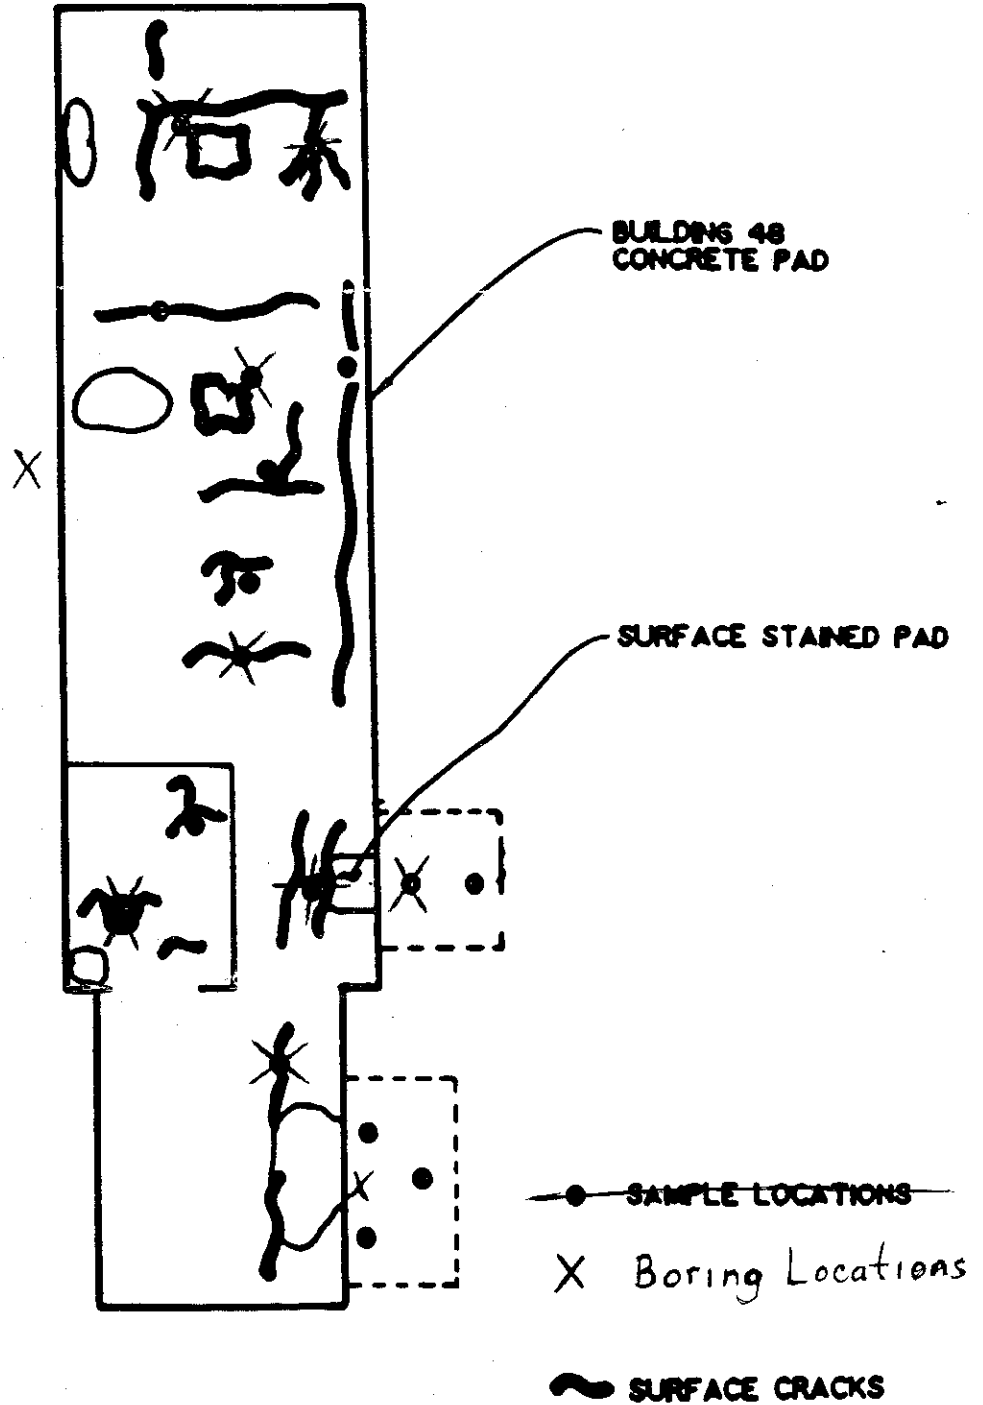 BUILDING 48
CONCRETE PAD
SURFACE STAINED PAD
SAMPLE LOCATIONS
X Boring Locations
SURFACE CRACKS